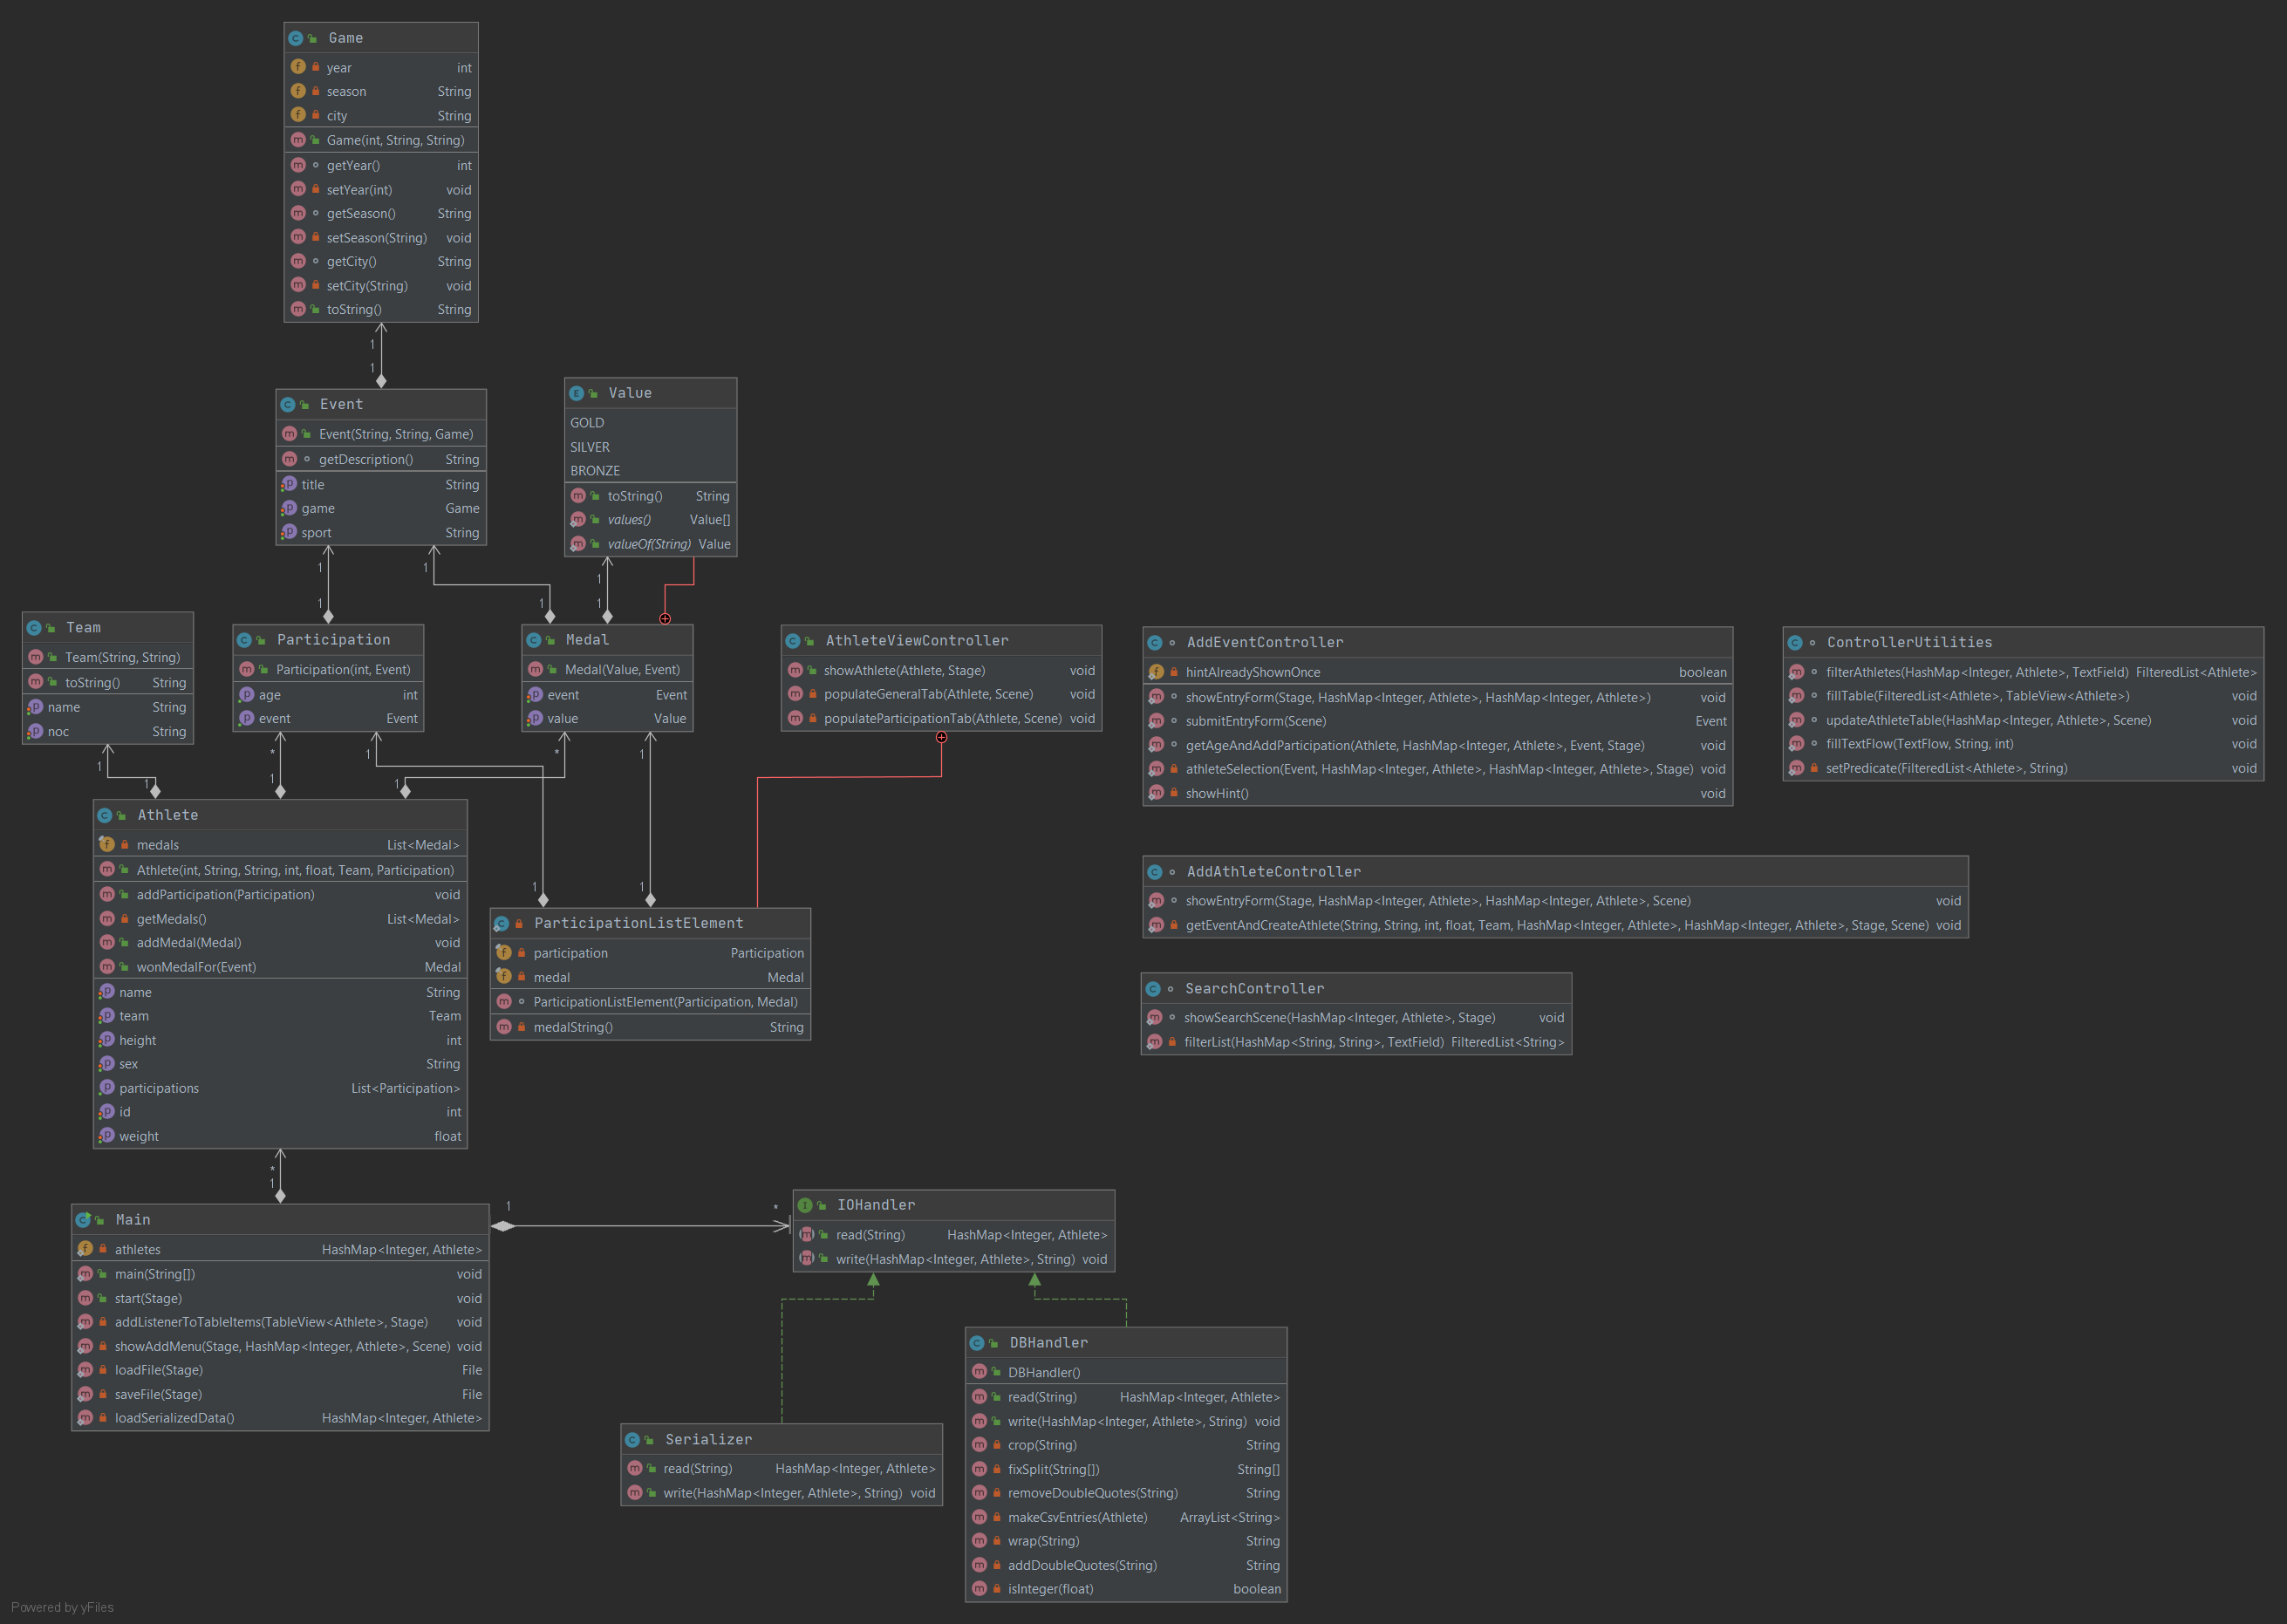 Game
year int
season String
city String
Game(int, String, String)
getYear() int
setYear(int) void
getSeason() String
setSeason(String) void
getCity() String
setCity(String) void
toString() String
1
1
Event
Event(String, String, Game)
getDescription() String
title String
game Game
sport String
Value
GOLD
SILVER
BRONZE
toString() String
values() Value[]
valueOf(String) Value
1
1
1
1
1
1
Team
Team(String, String)
toString() String
name String
noc String
Participation
Participation(int, Event)
age int
event Event
Medal
Medal(Value, Event)
event Event
value Value
AthleteViewController
showAthlete(Athlete, Stage) void
populateGeneralTab(Athlete, Scene) void
populateParticipationTab(Athlete, Scene) void
AddEventController
hintAlreadyShownOnce boolean
showEntryForm(Stage, HashMap<Integer, Athlete>, HashMap<Integer, Athlete>) void
submitEntryForm(Scene) Event
getAgeAndAddParticipation(Athlete, HashMap<Integer, Athlete>, Event, Stage) void
athleteSelection(Event, HashMap<Integer, Athlete>, HashMap<Integer, Athlete>, Stage) void
showHint() void
ControllerUtilities
filterAthletes(HashMap<Integer, Athlete>, TextField) FilteredList<Athlete>
fillTable(FilteredList<Athlete>, TableView<Athlete>) void
updateAthleteTable(HashMap<Integer, Athlete>, Scene) void
fillTextFlow(TextFlow, String, int) void
setPredicate(FilteredList<Athlete>, String) void
1
*
1
*
1
1
1
1
Athlete
medals List<Medal>
Athlete(int, String, String, int, float, Team, Participation)
addParticipation(Participation) void
getMedals() List<Medal>
addMedal(Medal) void
wonMedalFor(Event) Medal
name String
team Team
height int
sex String
participations List<Participation>
id int
weight float
1
1
ParticipationListElement
participation Participation
medal Medal
ParticipationListElement(Participation, Medal)
medalString() String
AddAthleteController
showEntryForm(Stage, HashMap<Integer, Athlete>, HashMap<Integer, Athlete>, Scene) void
getEventAndCreateAthlete(String, String, int, float, Team, HashMap<Integer, Athlete>, HashMap<Integer, Athlete>, Stage, Scene) void
SearchController
showSearchScene(HashMap<Integer, Athlete>, Stage) void
filterList(HashMap<String, String>, TextField) FilteredList<String>
*
1
Main
athletes HashMap<Integer, Athlete>
main(String[]) void
start(Stage) void
addListenerToTableItems(TableView<Athlete>, Stage) void
showAddMenu(Stage, HashMap<Integer, Athlete>, Scene) void
loadFile(Stage) File
saveFile(Stage) File
loadSerializedData() HashMap<Integer, Athlete>
1
*
IOHandler
read(String) HashMap<Integer, Athlete>
write(HashMap<Integer, Athlete>, String) void
Serializer
read(String) HashMap<Integer, Athlete>
write(HashMap<Integer, Athlete>, String) void
DBHandler
DBHandler()
read(String) HashMap<Integer, Athlete>
write(HashMap<Integer, Athlete>, String) void
crop(String) String
fixSplit(String[]) String[]
removeDoubleQuotes(String) String
makeCsvEntries(Athlete) ArrayList<String>
wrap(String) String
addDoubleQuotes(String) String
isInteger(float) boolean
Powered by yFiles